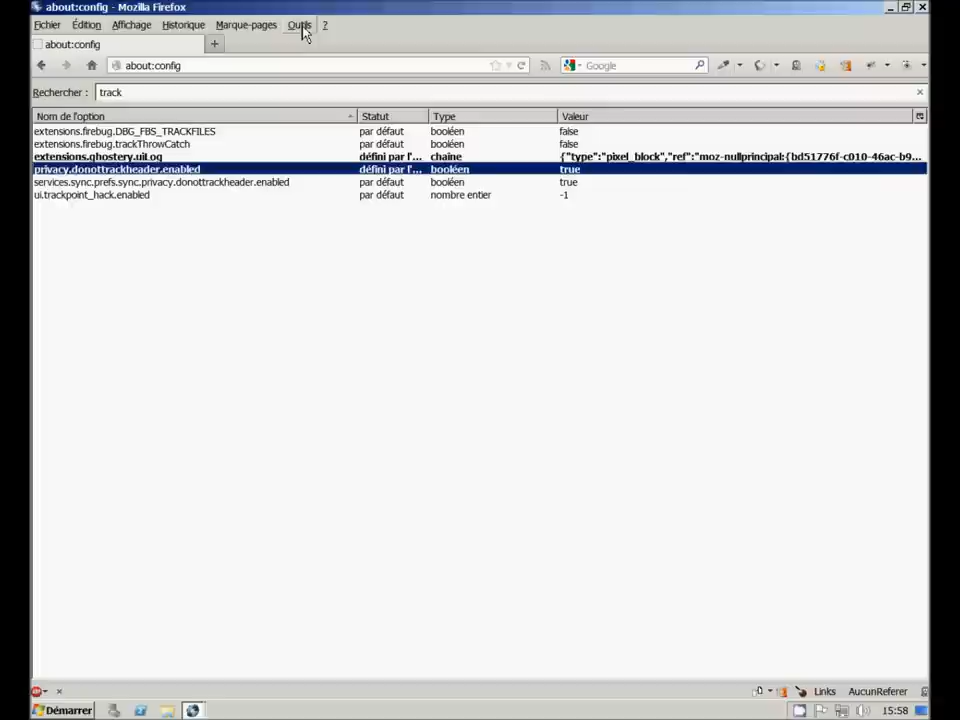 about:config - Mozilla Firefox
Fichier Édition Affichage Historique Marque-pages Outils ?
about:config
about:config Google
Rechercher : track
Nom de l'option Statut Type Valeur
extensions.firebug.DBG_FBS_TRACKFILES par défaut booléen false
extensions.firebug.trackThrowCatch par défaut booléen false
extensions.ghostery.uiLog défini par l'... chaîne {"type":"pixel_block","ref":"moz-nullprincipal:{bd51776f-c010-46ac-b9...
privacy.donottrackheader.enabled défini par l'... booléen true
services.sync.prefs.sync.privacy.donottrackheader.enabled par défaut booléen true
ui.trackpoint_hack.enabled par défaut nombre entier -1
Links AucunReferer
Démarrer 15:58